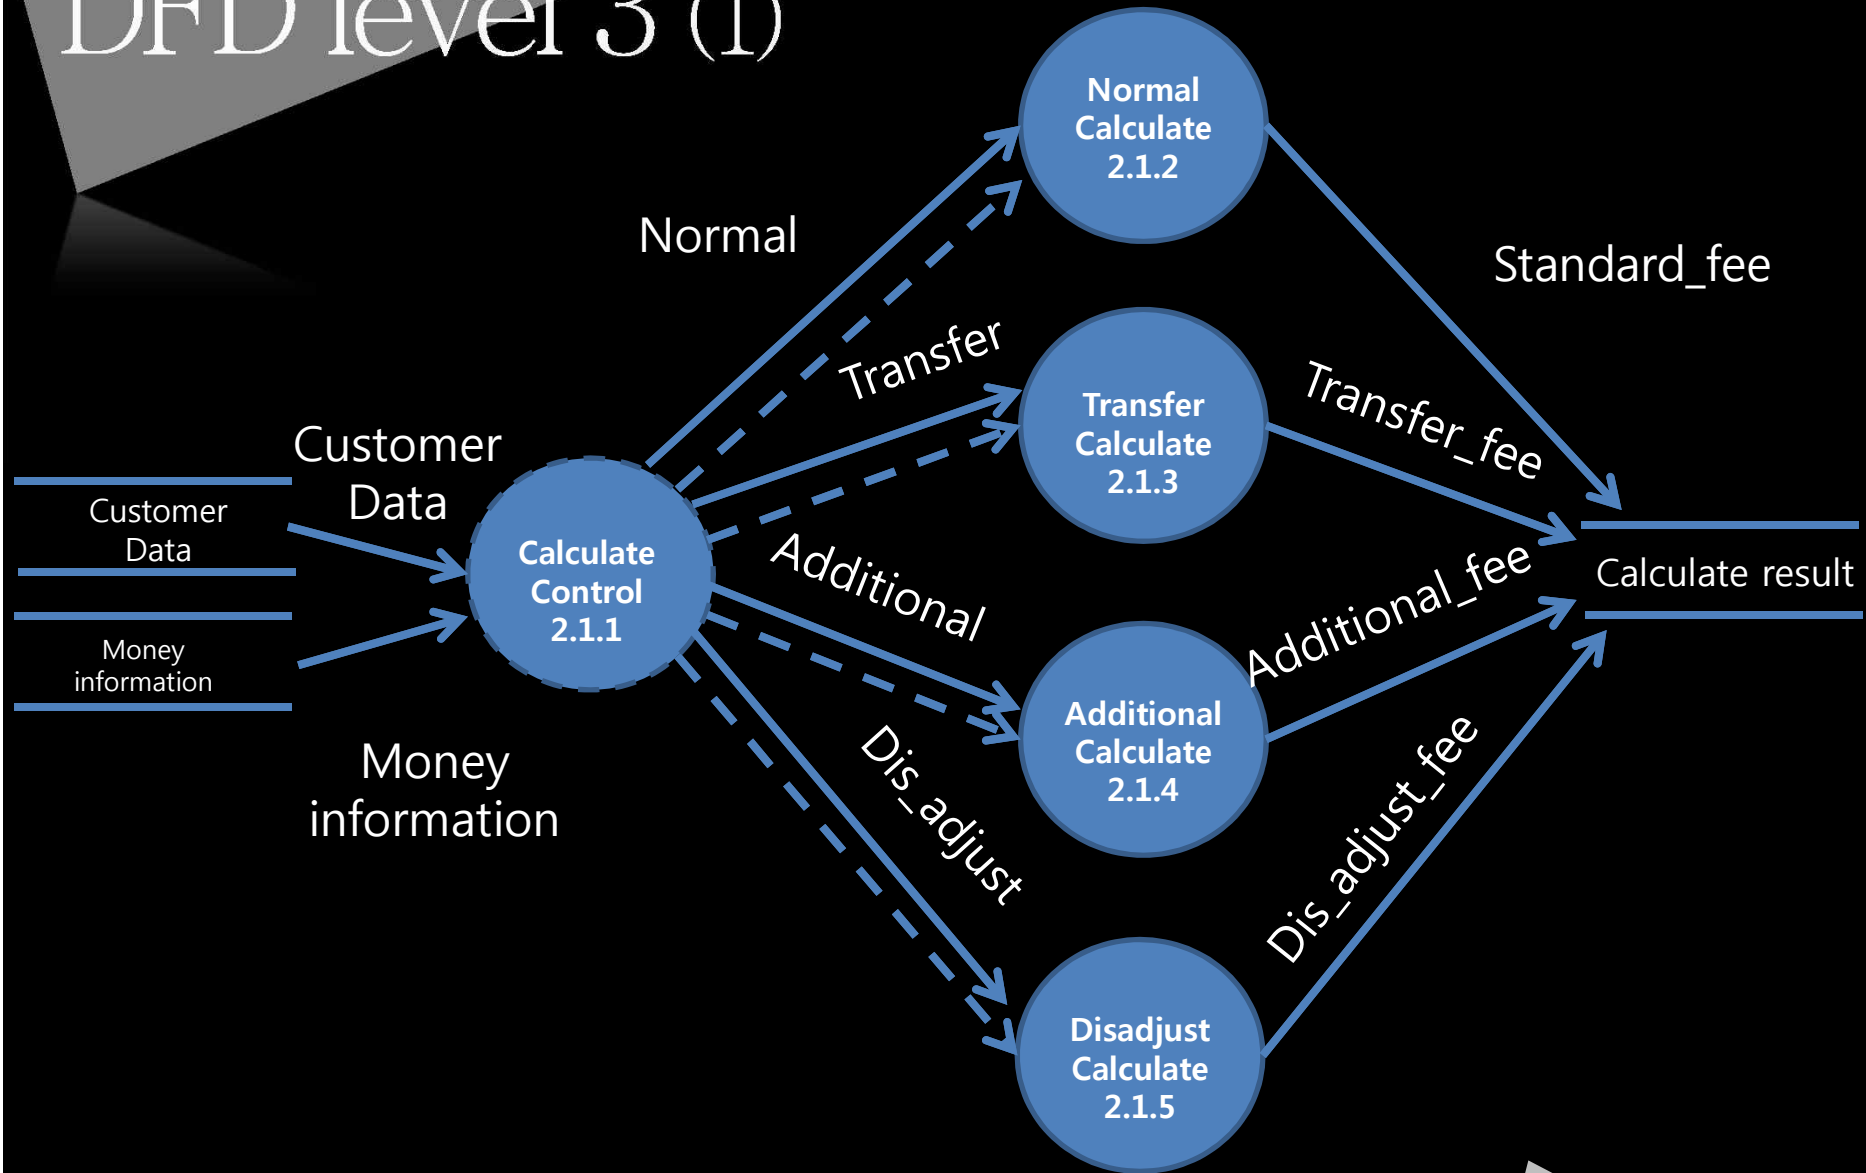 DFD level 3 (1)
Normal
Calculate
2.1.2
Normal
Standard_fee
Transfer
Transfer
Calculate
2.1.3
Transfer_fee
Customer
Data
Customer
Data
Calculate
Control
2.1.1
Additional
Additional_fee
Calculate result
Money
information
Money
information
Additional
Calculate
2.1.4
Dis_adjust
Dis_adjust_fee
Disadjust
Calculate
2.1.5